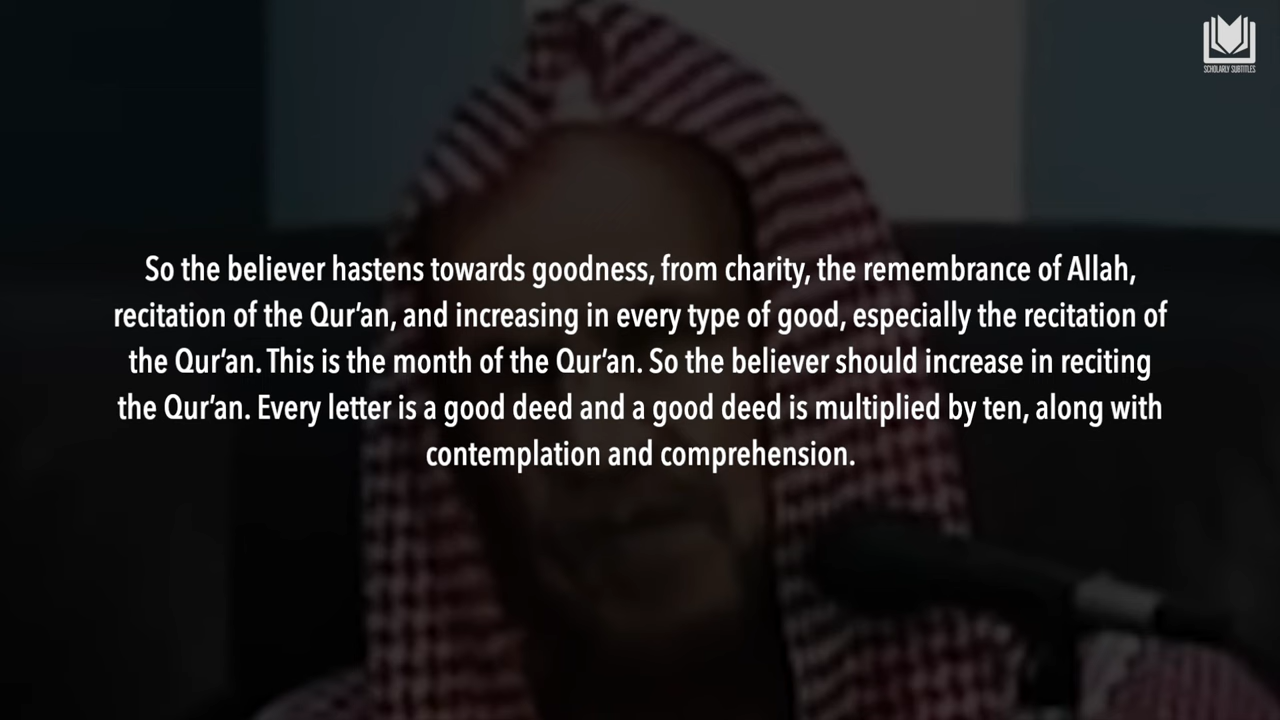 SCHOLARLY SUBTITLES
So the believer hastens towards goodness, from charity, the remembrance of Allah,
recitation of the Qur’an, and increasing in every type of good, especially the recitation of
the Qur’an. This is the month of the Qur’an. So the believer should increase in reciting
the Qur’an. Every letter is a good deed and a good deed is multiplied by ten, along with
contemplation and comprehension.